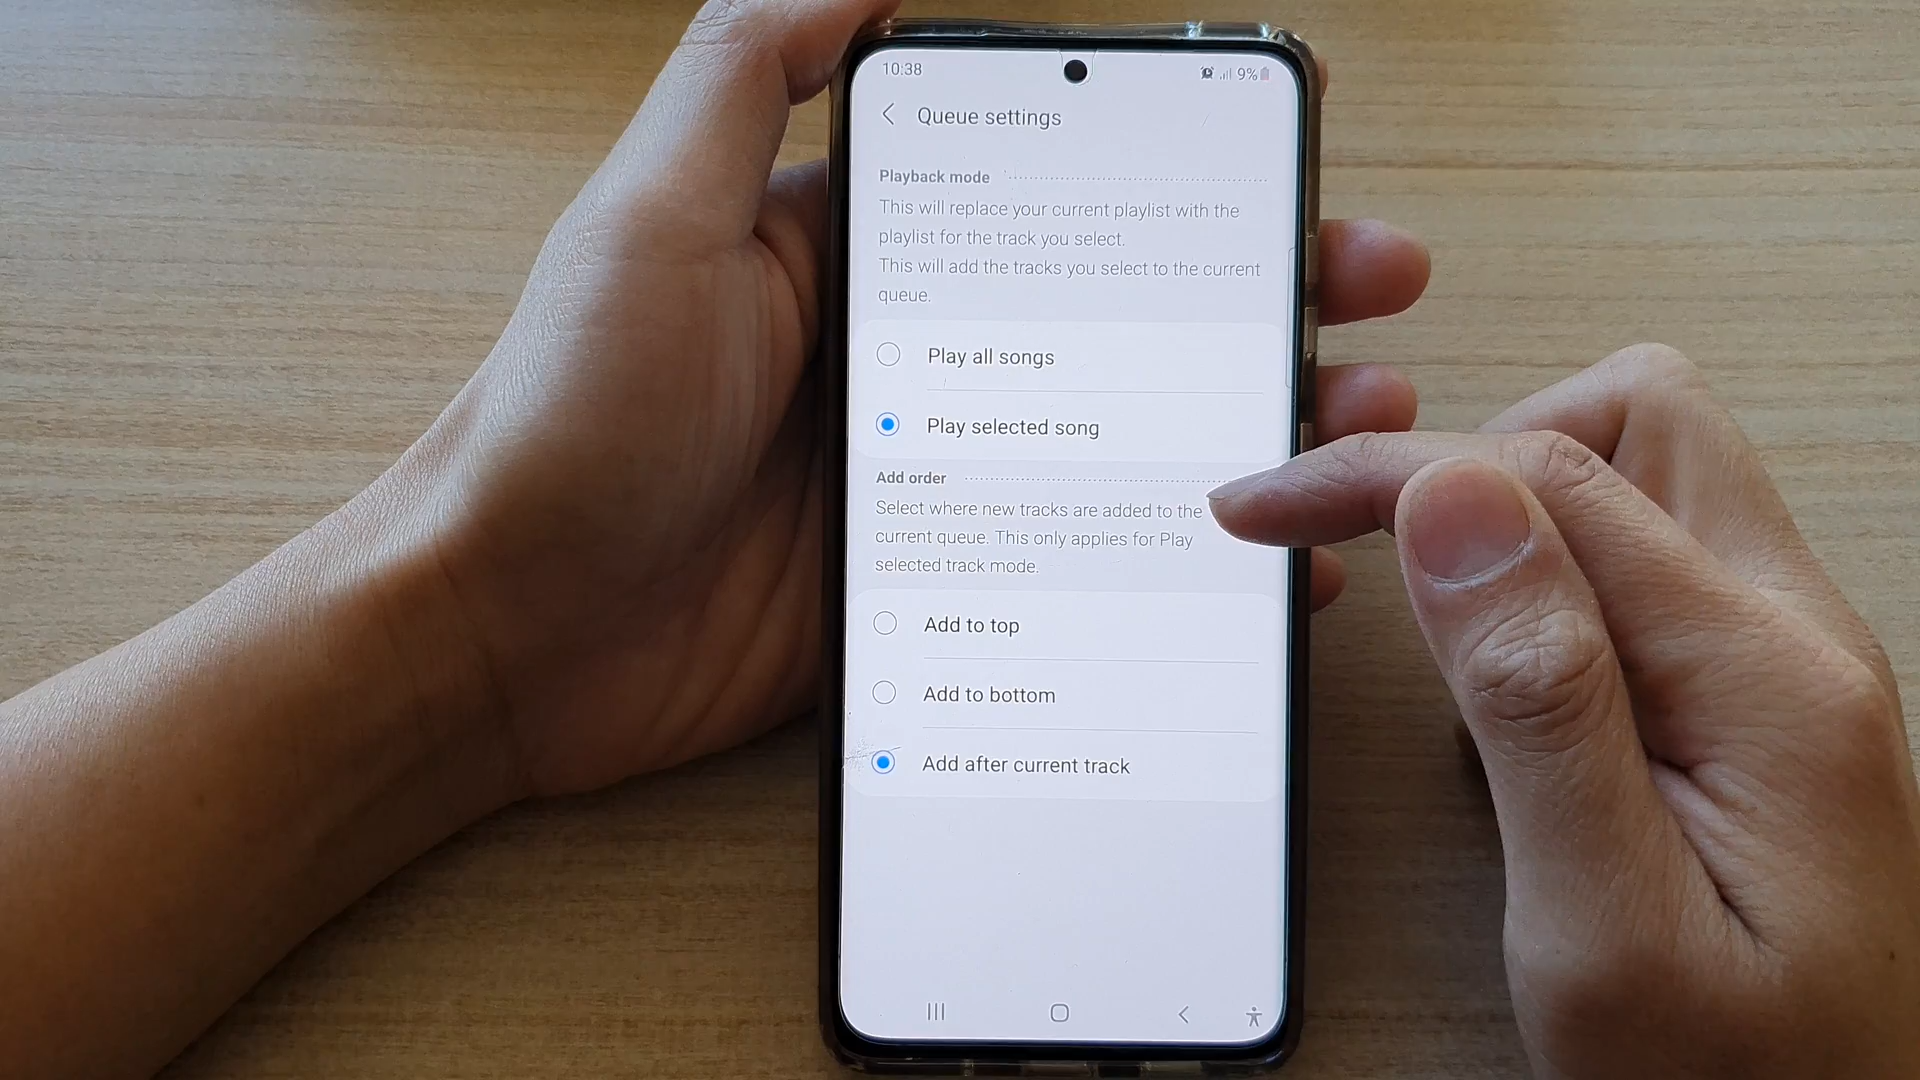 10:38
9%
Queue settings
Playback mode
This will replace your current playlist with the
playlist for the track you select.
This will add the tracks you select to the current
queue.
Play all songs
Play selected song
Add order
Select where new tracks are added to the
current queue. This only applies for Play
selected track mode.
Add to top
Add to bottom
Add after current track